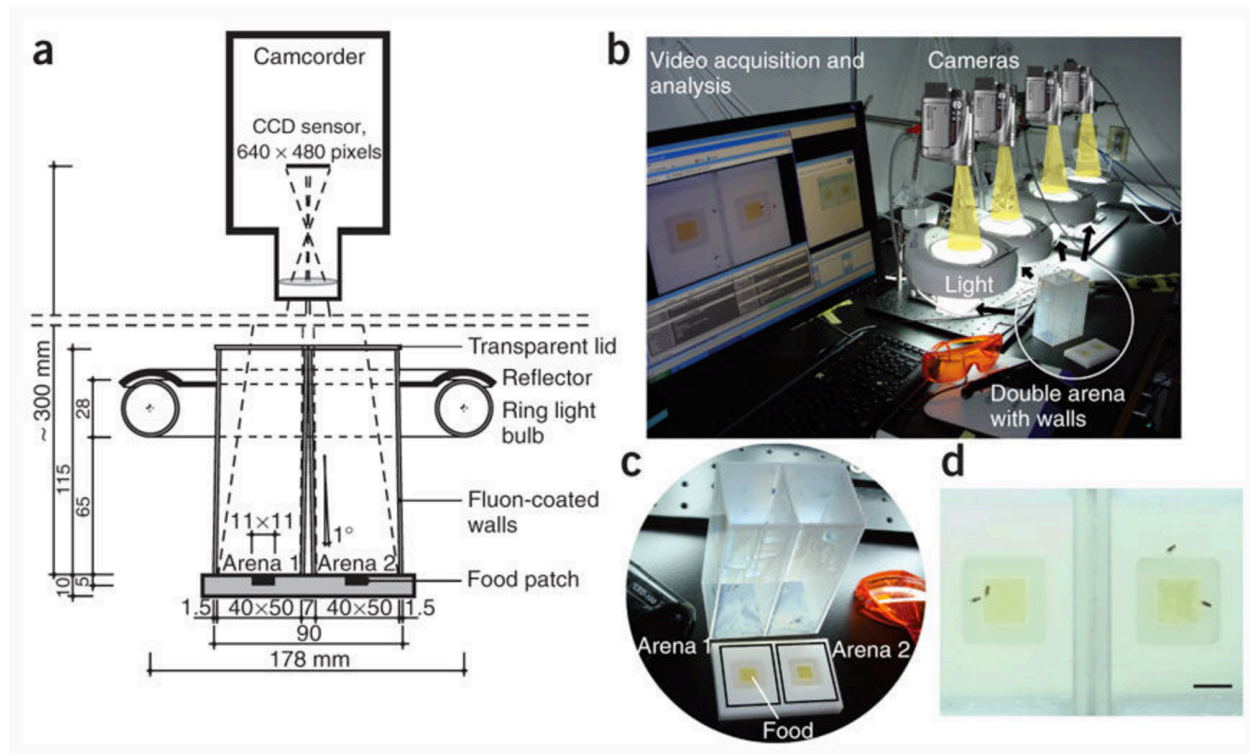 a
Camcorder
CCD sensor,
640 × 480 pixels
Transparent lid
Reflector
Ring light
bulb
Fluon-coated
walls
Food patch
~ 300 mm
115
28
65
10
5
11×11
1°
Arena 1
Arena 2
1.5
40×50
7
40×50
1.5
90
178 mm
b
Video acquisition and
analysis
Cameras
Light
Double arena
with walls
c
Arena 1
Arena 2
Food
d